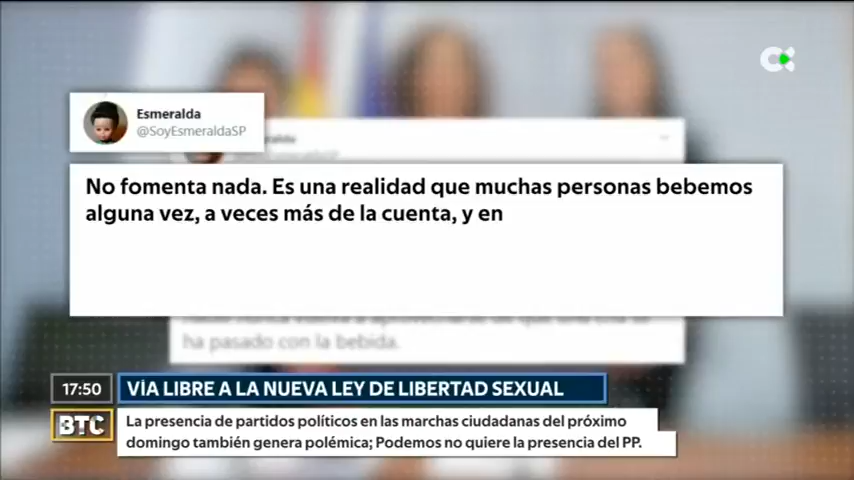 Esmeralda
@SoyEsmeraldaSP
No fomenta nada. Es una realidad que muchas personas bebemos
alguna vez, a veces más de la cuenta, y en
ha pasado con la bebida.
17:50
VÍA LIBRE A LA NUEVA LEY DE LIBERTAD SEXUAL
BTC
La presencia de partidos políticos en las marchas ciudadanas del próximo
domingo también genera polémica; Podemos no quiere la presencia del PP.